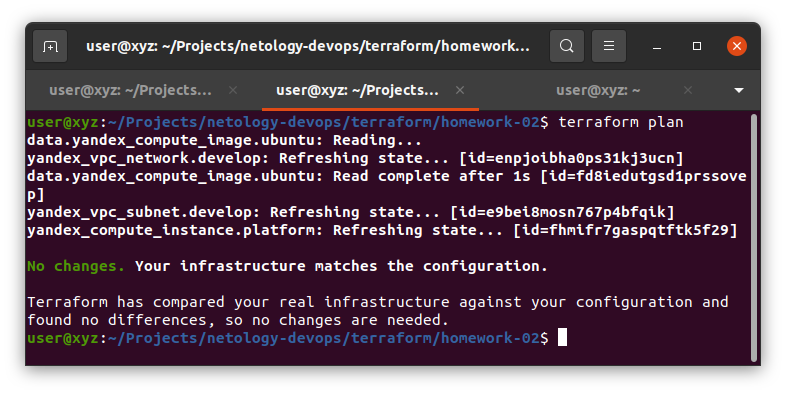 user@xyz: ~/Projects/netology-devops/terraform/homework...
user@xyz: ~/Projects... user@xyz: ~/Projects... user@xyz: ~
user@xyz:~/Projects/netology-devops/terraform/homework-02$ terraform plan
data.yandex_compute_image.ubuntu: Reading...
yandex_vpc_network.develop: Refreshing state... [id=enpjoibha0ps31kj3ucn]
data.yandex_compute_image.ubuntu: Read complete after 1s [id=fd8iedutgsd1prssove
p]
yandex_vpc_subnet.develop: Refreshing state... [id=e9bei8mosn767p4bfqik]
yandex_compute_instance.platform: Refreshing state... [id=fhmifr7gaspqtftk5f29]
No changes. Your infrastructure matches the configuration.
Terraform has compared your real infrastructure against your configuration and
found no differences, so no changes are needed.
user@xyz:~/Projects/netology-devops/terraform/homework-02$